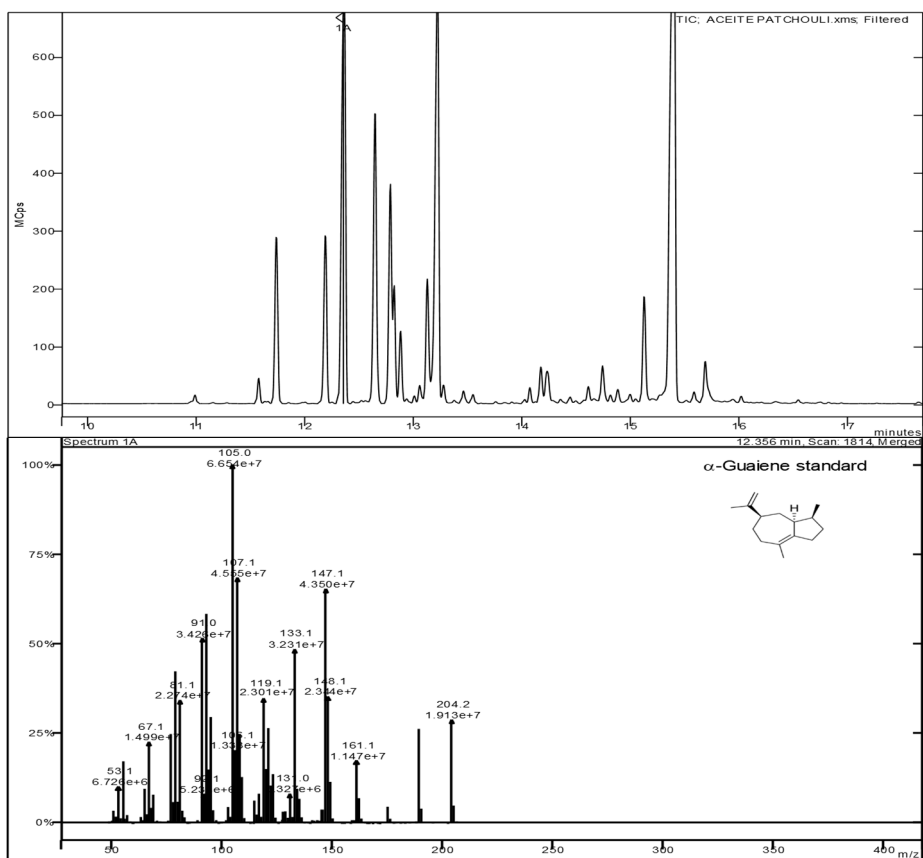 TIC; ACEITE PATCHOULI.xms; Filtered
1A
MCps
600
500
400
300
200
100
0
10 11 12 13 14 15 16 17
minutes
Spectrum 1A 12.356 min, Scan: 1814, Merged
α-Guaiene standard
H
100%
75%
50%
25%
0%
105.0
6.654e+7
107.1
147.1
4.350e+7
91.0
3.426e+7
133.1
3.231e+7
81.1
2.274e+7
119.1
2.301e+7
148.1
2.344e+7
204.2
1.913e+7
67.1
1.499e+7
161.1
1.147e+7
53.1
6.726e+6
131.0
50 100 150 200 250 300 350 400
m/z